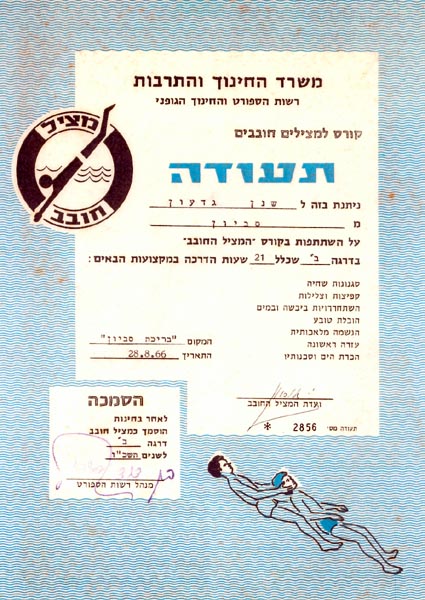 משרד החינוך והתרבות
רשות הספורט והחינוך הגופני
קורס למצילים חובבים
תעודה
מציל
חובב
ניתנת בזה ל שנן גדעון
מ סביון
על השתתפות בקורס "המציל החובב"
בדרגה ב' שכלל 21 שעות הדרכה במקצועות הבאים:
סגנונות שחיה
קפיצות וצלילות
השתחררויות ביבשה ובמים
הובלת טובע
הנשמה מלאכותית
עזרה ראשונה
הכרת הים וסכנותיו
המקום "בריכת סביון"
התאריך 28.8.66
ועדת המציל החובב
תעודה מס' 2856 *
הסמכה
לאחר בחינות
הוסמך כמציל חובב
דרגה ב'
לשנים תשכ"ו
מנהל רשות הספורט